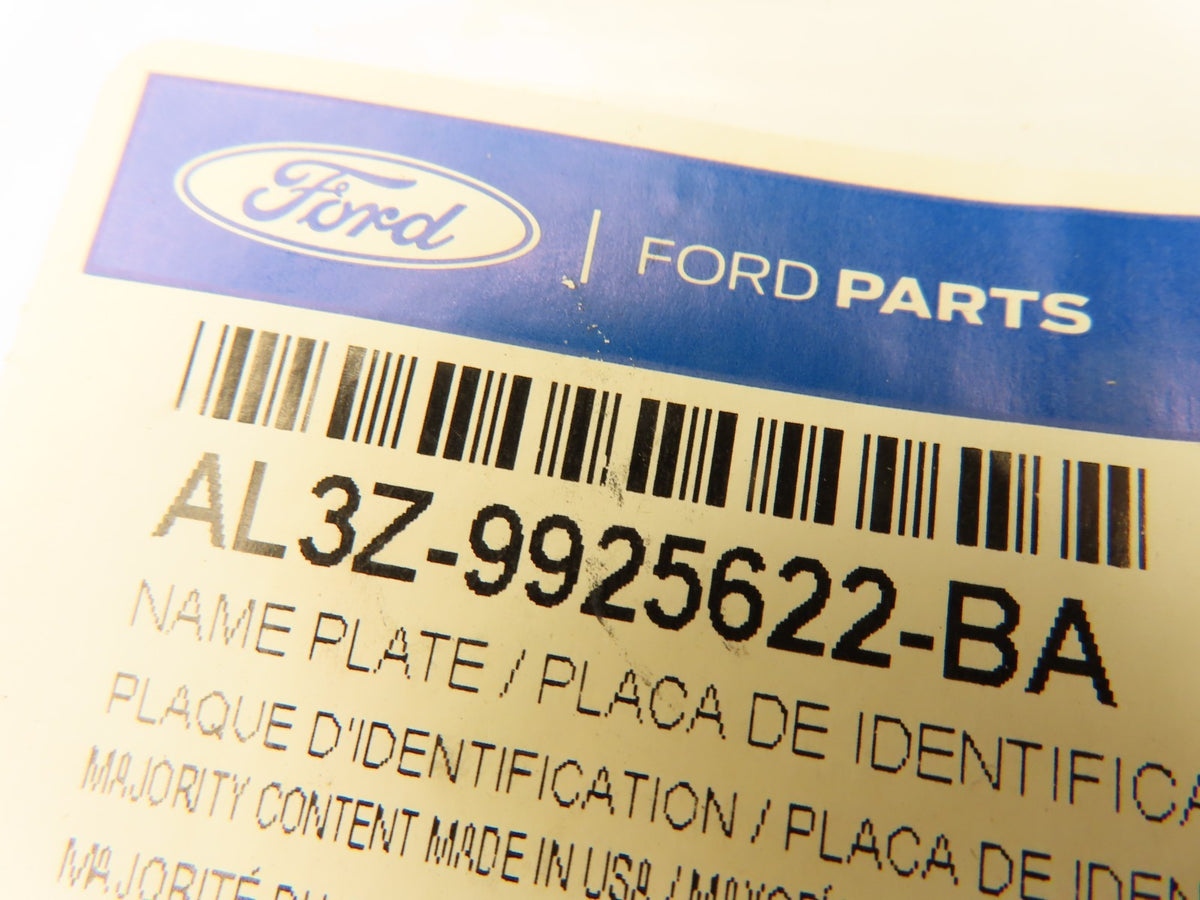 Ford | FORD PARTS
AL3Z-9925622-BA
NAME PLATE / PLACA DE IDENTIFICA
PLAQUE D'IDENTIFICATION / PLACA DE IDEN
MAJORITY CONTENT MADE IN USA /
MAJORITÉ